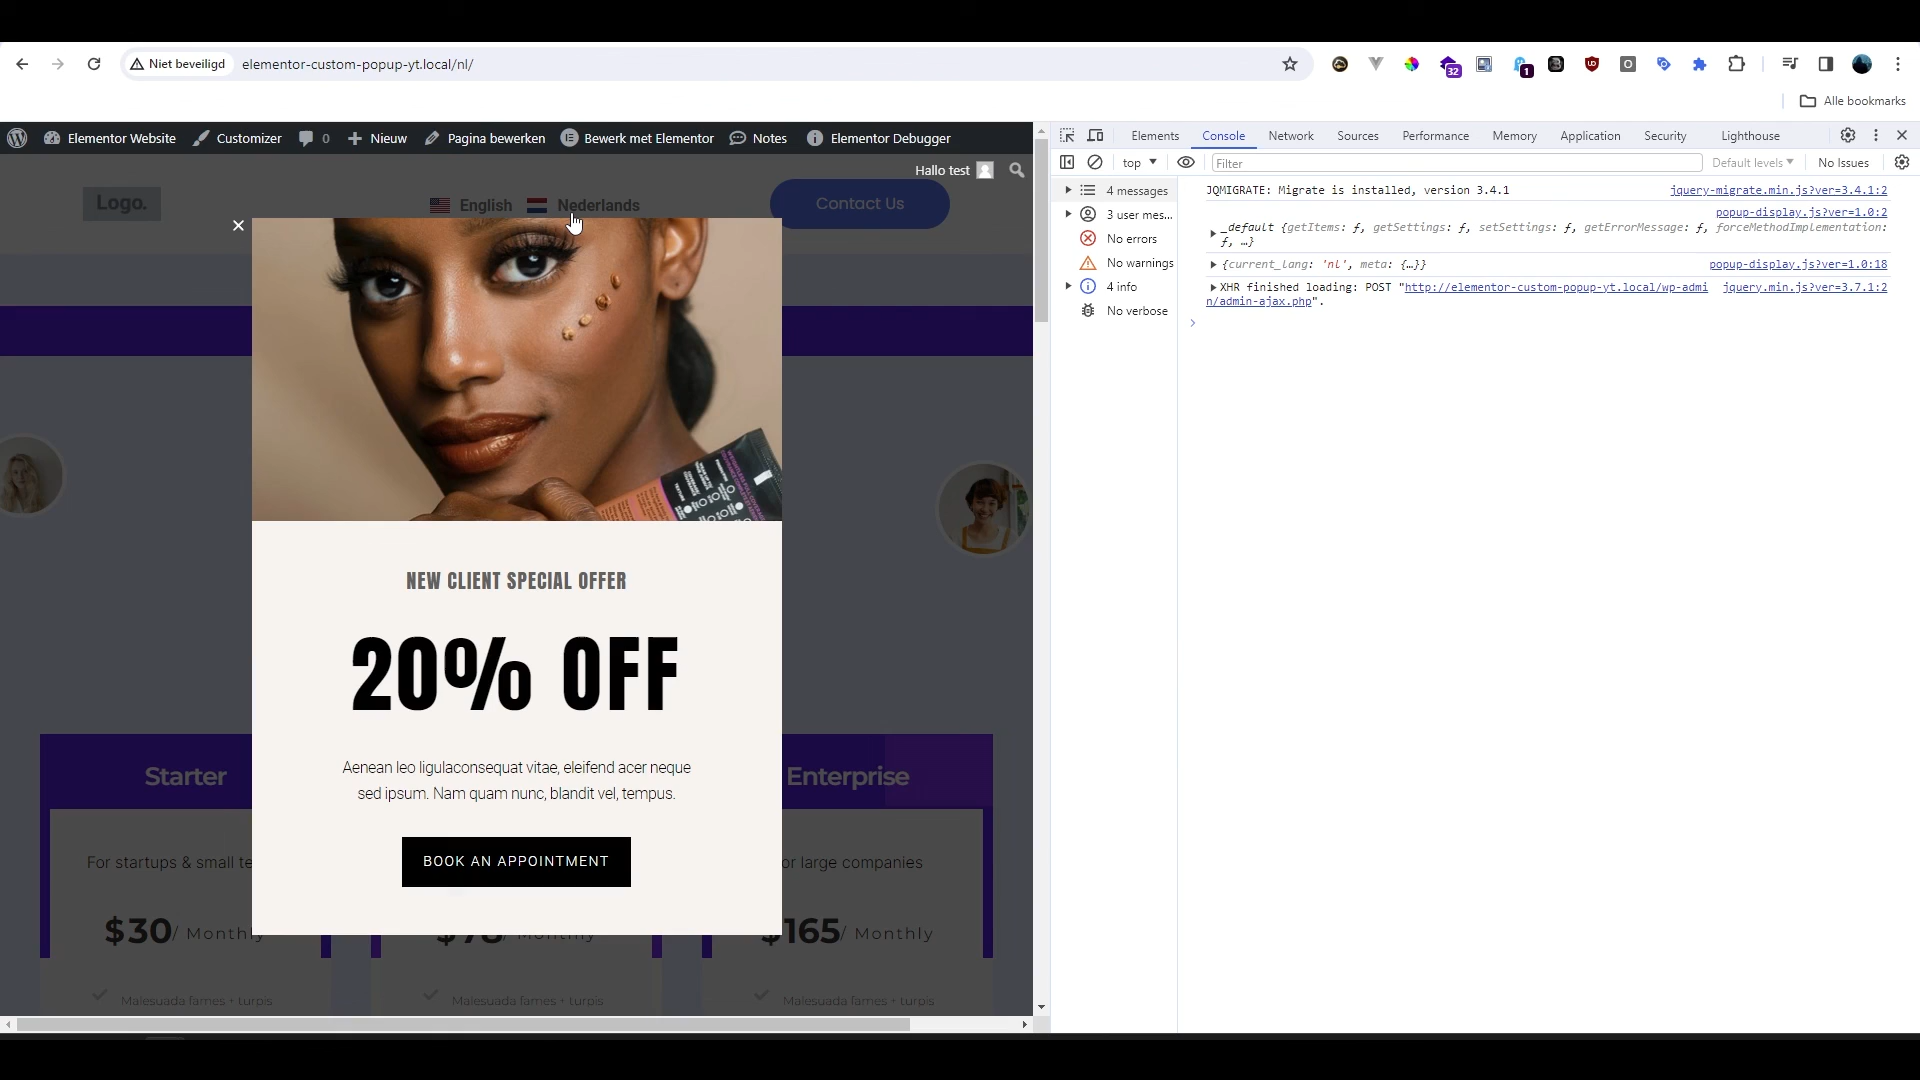 Niet beveiligd
elementor-custom-popup-yt.local/nl/
32
1
Alle bookmarks
Elementor Website
Customizer
0
Nieuw
Pagina bewerken
Bewerk met Elementor
Notes
Elementor Debugger
Hallo test
Logo.
English
Nederlands
Contact Us
NEW CLIENT SPECIAL OFFER
20% OFF
Aenean leo ligulaconsequat vitae, eleifend acer neque
sed ipsum. Nam quam nunc, blandit vel, tempus.
BOOK AN APPOINTMENT
Starter
Enterprise
For startups & small te
or large companies
$30/ Monthly
$165/ Monthly
Malesuada fames + turpis
Malesuada fames + turpis
Malesuada fames + turpis
Elements
Console
Network
Sources
Performance
Memory
Application
Security
Lighthouse
top
Filter
Default levels
No Issues
4 messages
3 user mes...
No errors
No warnings
4 info
No verbose
JQMIGRATE: Migrate is installed, version 3.4.1
jquery-migrate.min.js?ver=3.4.1:2
popup-display.js?ver=1.0:2
_default {getItems: ƒ, getSettings: ƒ, setSettings: ƒ, getErrorMessage: ƒ, forceMethodImplementation:
ƒ, …}
{current_lang: 'nl', meta: {…}}
popup-display.js?ver=1.0:18
XHR finished loading: POST "http://elementor-custom-popup-yt.local/wp-admi
n/admin-ajax.php".
jquery.min.js?ver=3.7.1:2